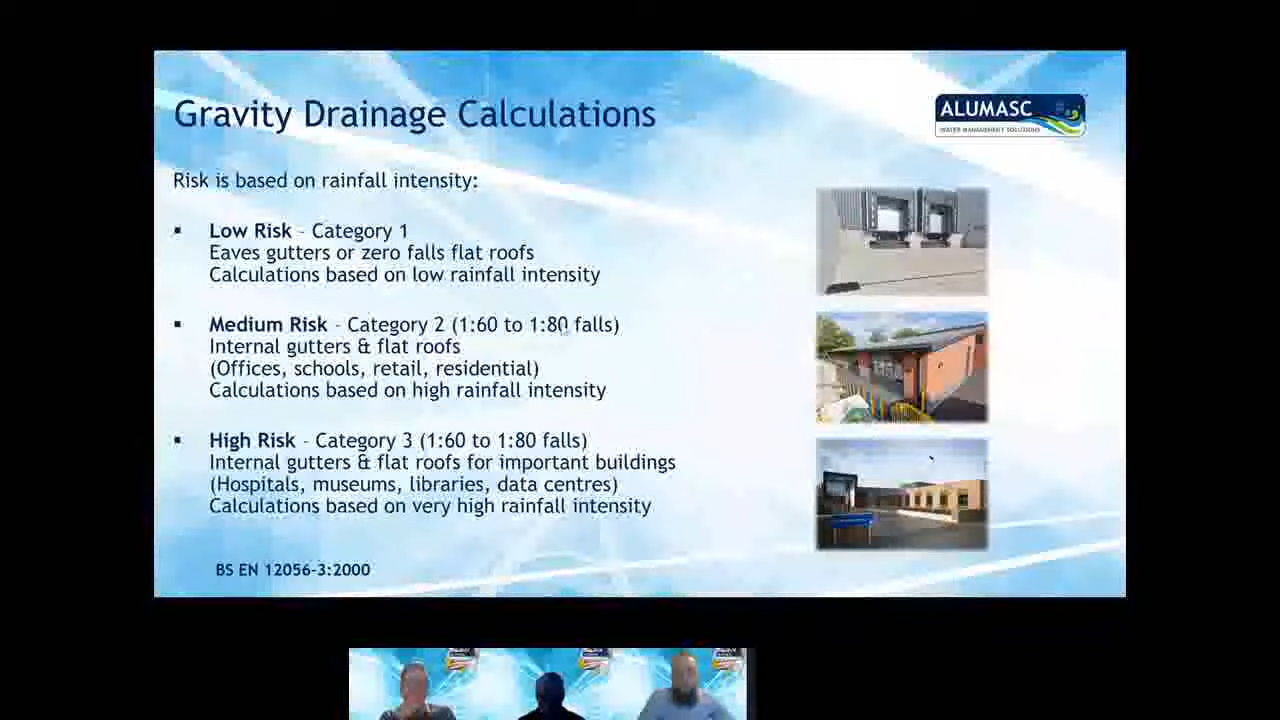 Gravity Drainage Calculations
ALUMASC
WATER MANAGEMENT SOLUTIONS
Risk is based on rainfall intensity:
▪ Low Risk – Category 1
Eaves gutters or zero falls flat roofs
Calculations based on low rainfall intensity
▪ Medium Risk – Category 2 (1:60 to 1:80 falls)
Internal gutters & flat roofs
(Offices, schools, retail, residential)
Calculations based on high rainfall intensity
▪ High Risk – Category 3 (1:60 to 1:80 falls)
Internal gutters & flat roofs for important buildings
(Hospitals, museums, libraries, data centres)
Calculations based on very high rainfall intensity
BS EN 12056-3:2000